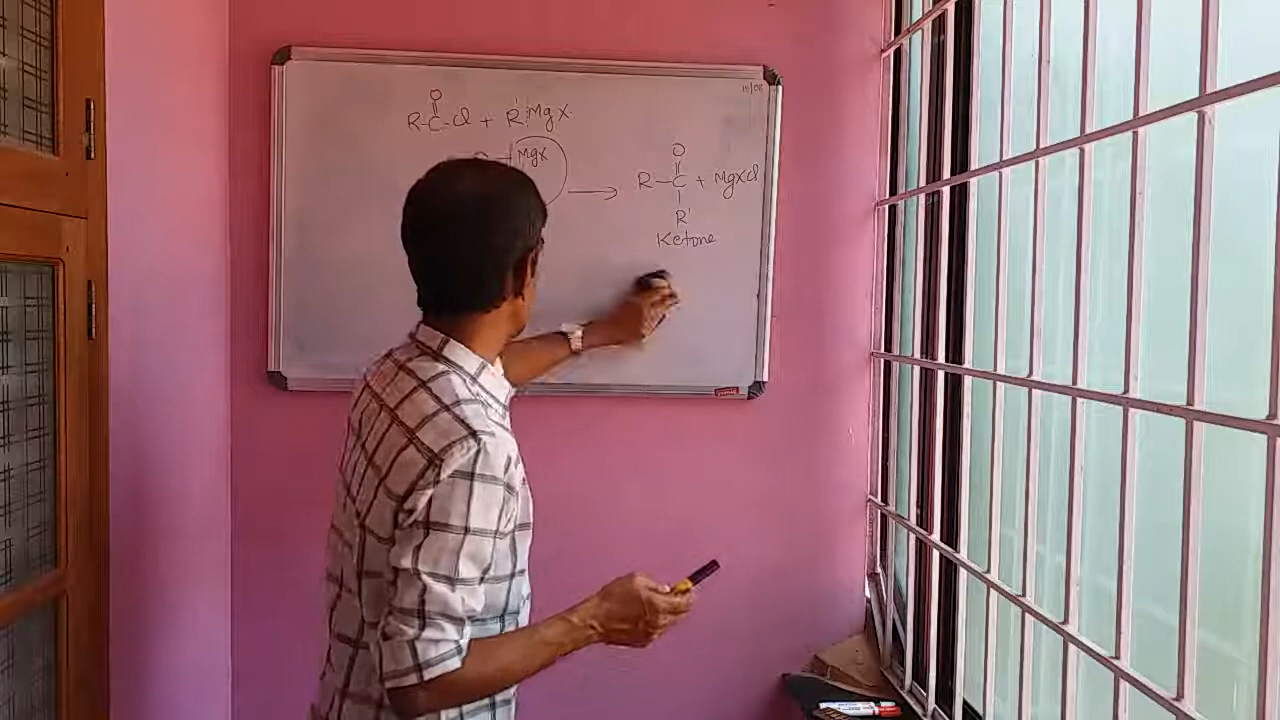 O
R-C-Cl + R'MgX
MgX
O
R-C + MgXCl
R'
Ketone